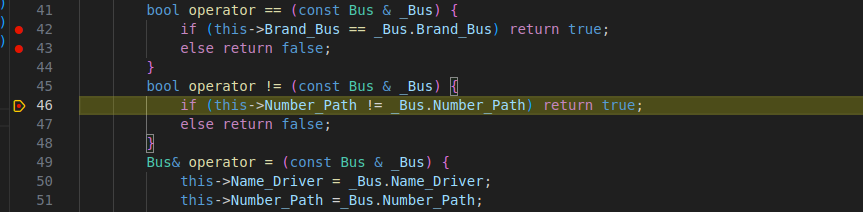 41 bool operator == (const Bus & _Bus) {
42 if (this->Brand_Bus == _Bus.Brand_Bus) return true;
43 else return false;
44 }
45 bool operator != (const Bus & _Bus) {
46 if (this->Number_Path != _Bus.Number_Path) return true;
47 else return false;
48 }
49 Bus& operator = (const Bus & _Bus) {
50 this->Name_Driver = _Bus.Name_Driver;
51 this->Number_Path =_Bus.Number_Path;